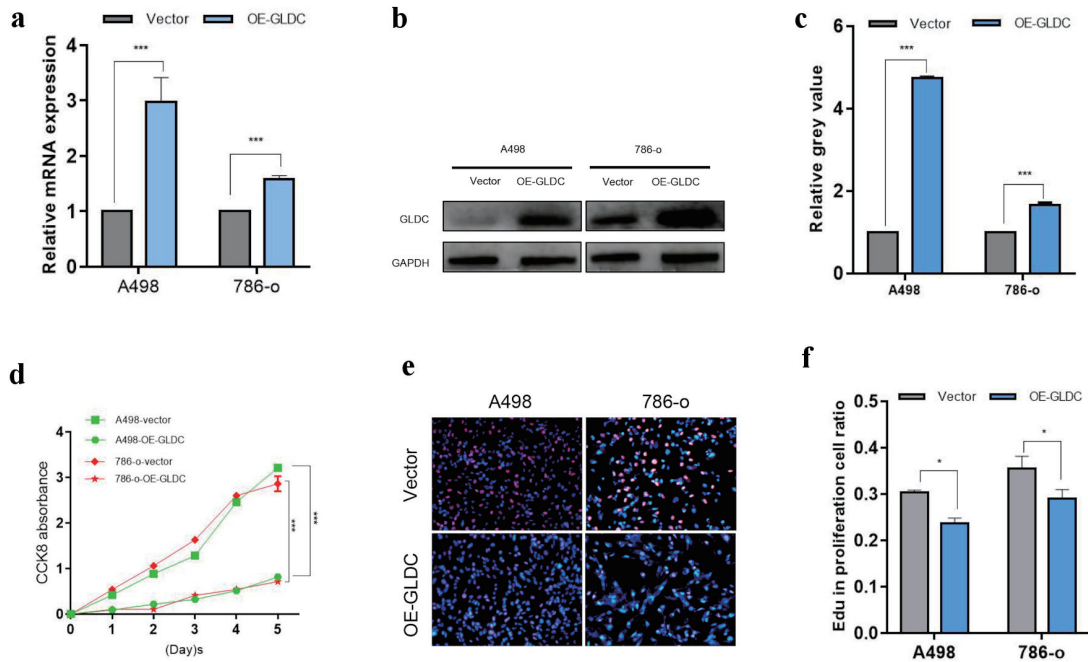 a
Vector
OE-GLDC
Relative mRNA expression
4
3
2
1
0
***
***
A498
786-o
b
A498
786-o
Vector
OE-GLDC
Vector
OE-GLDC
GLDC
GAPDH
c
Vector
OE-GLDC
Relative grey value
6
4
2
0
***
***
A498
786-o
d
A498-vector
A498-OE-GLDC
786-o-vector
786-o-OE-GLDC
CCK8 absorbance
4
3
2
1
0
0
1
2
3
4
5
(Day)s
***
***
e
A498
786-o
Vector
OE-GLDC
f
Vector
OE-GLDC
Edu in proliferation cell ratio
0.5
0.4
0.3
0.2
0.1
0.0
*
*
A498
786-o